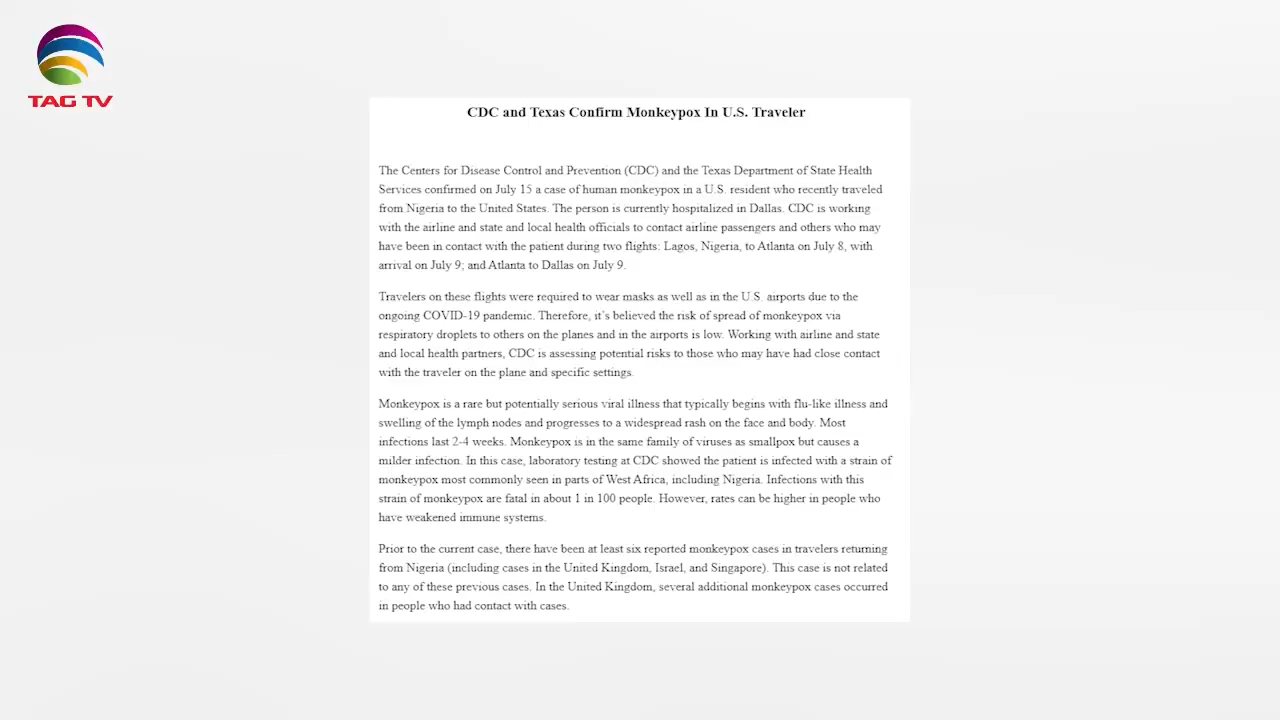 TAG TV
CDC and Texas Confirm Monkeypox In U.S. Traveler
The Centers for Disease Control and Prevention (CDC) and the Texas Department of State Health
Services confirmed on July 15 a case of human monkeypox in a U.S. resident who recently traveled
from Nigeria to the United States. The person is currently hospitalized in Dallas. CDC is working
with the airline and state and local health officials to contact airline passengers and others who may
have been in contact with the patient during two flights: Lagos, Nigeria, to Atlanta on July 8, with
arrival on July 9; and Atlanta to Dallas on July 9.
Travelers on these flights were required to wear masks as well as in the U.S. airports due to the
ongoing COVID-19 pandemic. Therefore, it’s believed the risk of spread of monkeypox via
respiratory droplets to others on the planes and in the airports is low. Working with airline and state
and local health partners, CDC is assessing potential risks to those who may have had close contact
with the traveler on the plane and specific settings.
Monkeypox is a rare but potentially serious viral illness that typically begins with flu-like illness and
swelling of the lymph nodes and progresses to a widespread rash on the face and body. Most
infections last 2-4 weeks. Monkeypox is in the same family of viruses as smallpox but causes a
milder infection. In this case, laboratory testing at CDC showed the patient is infected with a strain of
monkeypox most commonly seen in parts of West Africa, including Nigeria. Infections with this
strain of monkeypox are fatal in about 1 in 100 people. However, rates can be higher in people who
have weakened immune systems.
Prior to the current case, there have been at least six reported monkeypox cases in travelers returning
from Nigeria (including cases in the United Kingdom, Israel, and Singapore). This case is not related
to any of these previous cases. In the United Kingdom, several additional monkeypox cases occurred
in people who had contact with cases.